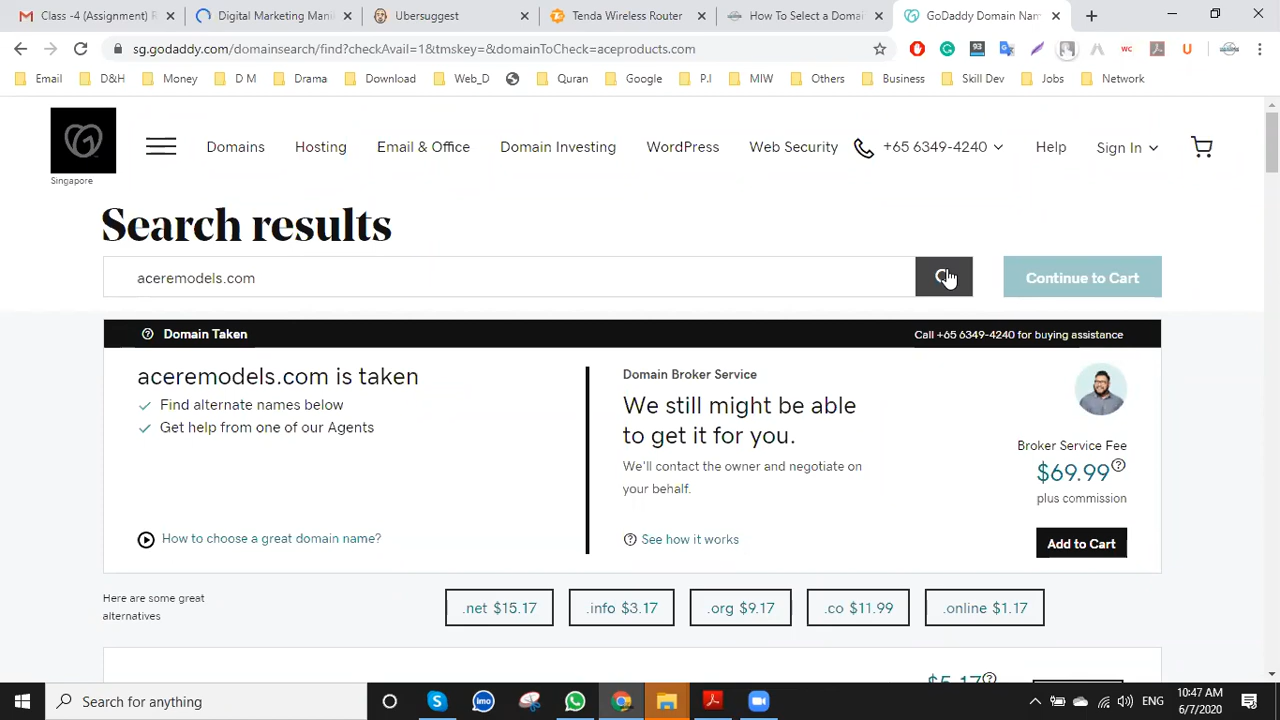 Class -4 (Assignment) R
Digital Marketing Mani
Ubersuggest
Tenda Wireless Router
How To Select a Domai
GoDaddy Domain Nam
sg.godaddy.com/domainsearch/find?checkAvail=1&tmskey=&domainToCheck=aceproducts.com
93
WC
U
Email
D&H
Money
D M
Drama
Download
Web_D
Quran
Google
P.I
MIW
Others
Business
Skill Dev
Jobs
Network
Singapore
Domains
Hosting
Email & Office
Domain Investing
WordPress
Web Security
+65 6349-4240
Help
Sign In
Search results
aceremodels.com
Continue to Cart
Domain Taken
Call +65 6349-4240 for buying assistance
aceremodels.com is taken
Find alternate names below
Get help from one of our Agents
How to choose a great domain name?
Domain Broker Service
We still might be able
to get it for you.
We'll contact the owner and negotiate on
your behalf.
See how it works
Broker Service Fee
$69.99
plus commission
Add to Cart
Here are some great
alternatives
.net $15.17
.info $3.17
.org $9.17
.co $11.99
.online $1.17
$5.17
Search for anything
imo
ENG
10:47 AM
6/7/2020